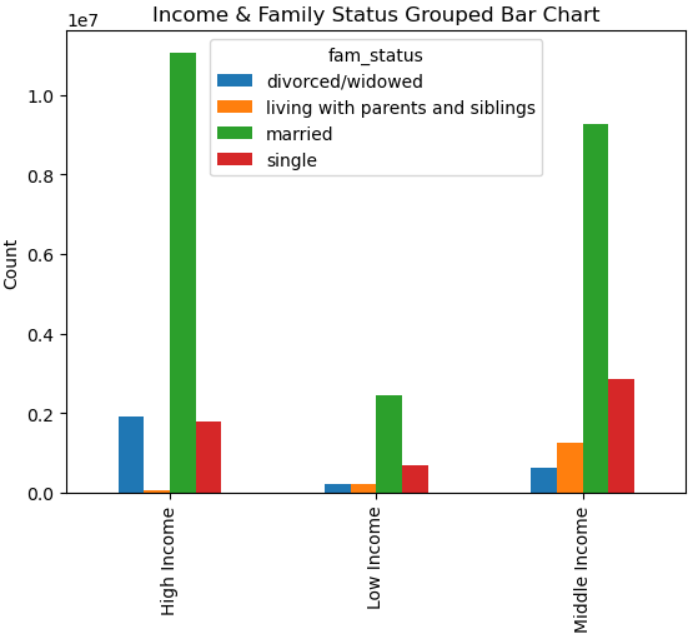 Income & Family Status Grouped Bar Chart
1e7
fam_status
divorced/widowed
living with parents and siblings
married
single
1.0
0.8
0.6
0.4
0.2
0.0
Count
High Income
Low Income
Middle Income